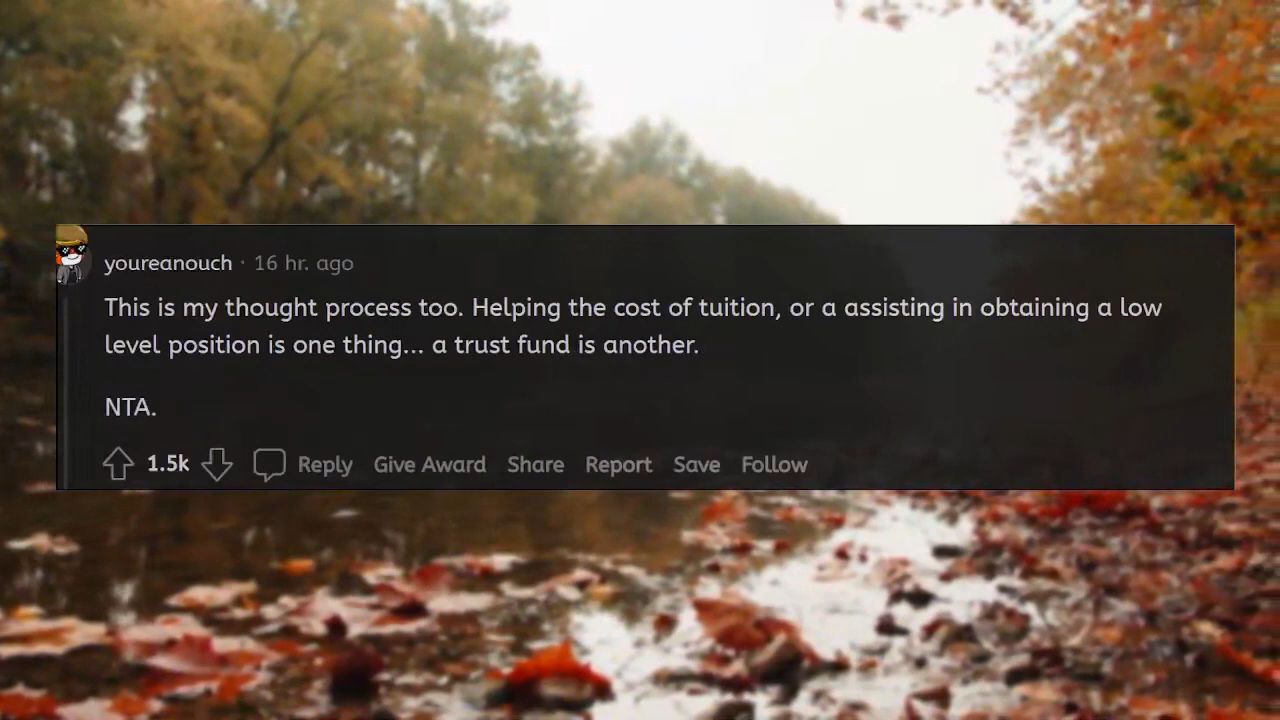 youreanouch · 16 hr. ago
This is my thought process too. Helping the cost of tuition, or a assisting in obtaining a low
level position is one thing... a trust fund is another.
NTA.
1.5k Reply Give Award Share Report Save Follow